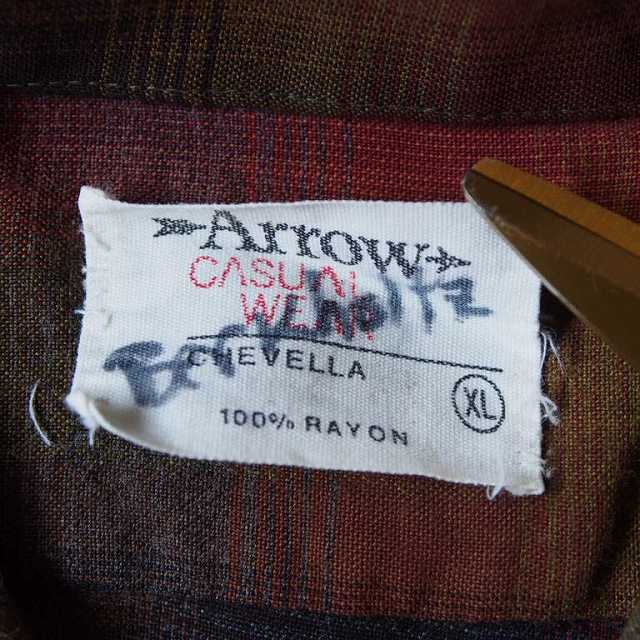 Arrow
CASUAL
WEAR
CHEVELLA
XL
100% RAYON